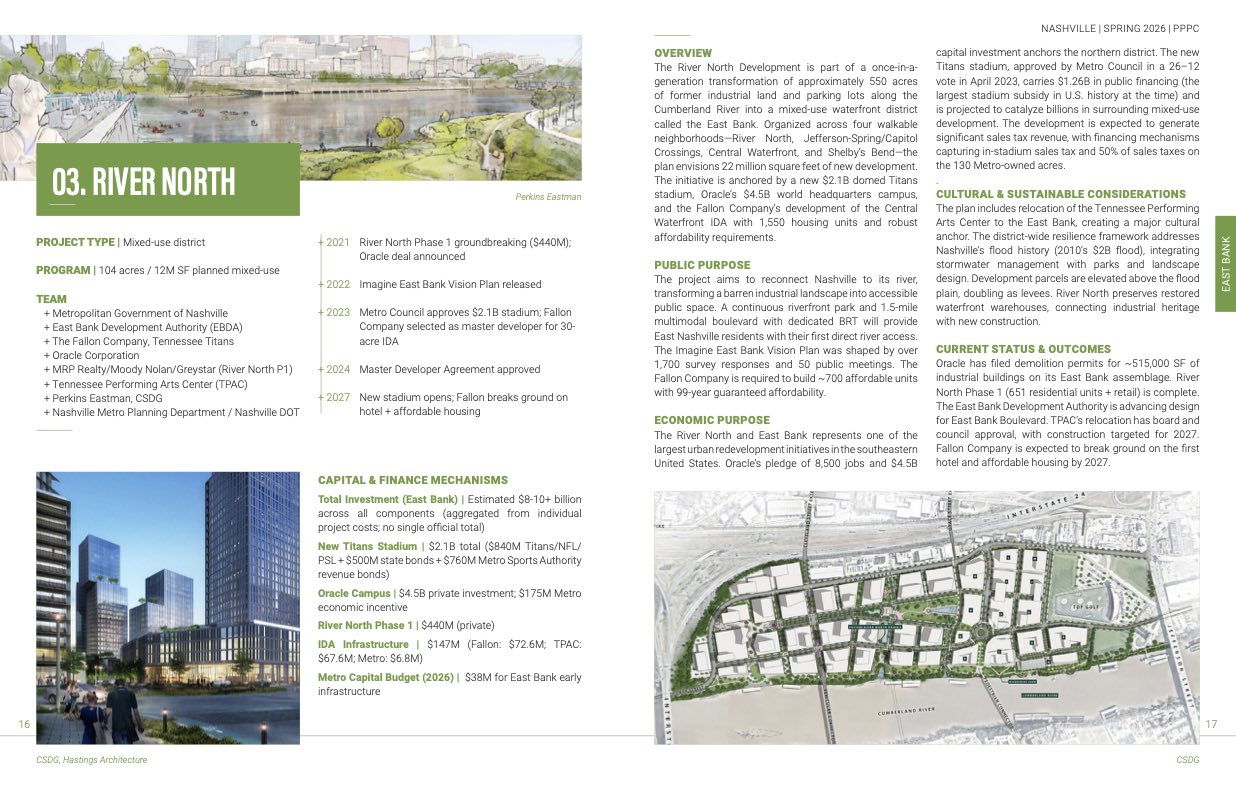 03. RIVER NORTH
Perkins Eastman
PROJECT TYPE | Mixed-use district
PROGRAM | 104 acres / 12M SF planned mixed-use
TEAM
+ Metropolitan Government of Nashville
+ East Bank Development Authority (EBDA)
+ The Fallon Company, Tennessee Titans
+ Oracle Corporation
+ MRP Realty/Moody Nolan/Greystar (River North P1)
+ Tennessee Performing Arts Center (TPAC)
+ Perkins Eastman, CSDG
+ Nashville Metro Planning Department / Nashville DOT
2021 River North Phase 1 groundbreaking ($440M);
Oracle deal announced
2022 Imagine East Bank Vision Plan released
2023 Metro Council approves $2.1B stadium; Fallon
Company selected as master developer for 30-
acre IDA
2024 Master Developer Agreement approved
2027 New stadium opens; Fallon breaks ground on
hotel + affordable housing
CAPITAL & FINANCE MECHANISMS
Total Investment (East Bank) | Estimated $8-10+ billion
across all components (aggregated from individual
project costs; no single official total)
New Titans Stadium | $2.1B total ($840M Titans/NFL/
PSL + $500M state bonds + $760M Metro Sports Authority
revenue bonds)
Oracle Campus | $4.5B private investment; $175M Metro
economic incentive
River North Phase 1 | $440M (private)
IDA Infrastructure | $147M (Fallon: $72.6M; TPAC:
$67.6M; Metro: $6.8M)
Metro Capital Budget (2026) | $38M for East Bank early
infrastructure
16
CSDG, Hastings Architecture
NASHVILLE | SPRING 2026 | PPPC
OVERVIEW
The River North Development is part of a once-in-a-
generation transformation of approximately 550 acres
of former industrial land and parking lots along the
Cumberland River into a mixed-use waterfront district
called the East Bank. Organized across four walkable
neighborhoods—River North, Jefferson-Spring/Capitol
Crossings, Central Waterfront, and Shelby's Bend—the
plan envisions 22 million square feet of new development.
The initiative is anchored by a new $2.1B domed Titans
stadium, Oracle's $4.5B world headquarters campus,
and the Fallon Company's development of the Central
Waterfront IDA with 1,550 housing units and robust
affordability requirements.
PUBLIC PURPOSE
The project aims to reconnect Nashville to its river,
transforming a barren industrial landscape into accessible
public space. A continuous riverfront park and 1.5-mile
multimodal boulevard with dedicated BRT will provide
East Nashville residents with their first direct river access.
The Imagine East Bank Vision Plan was shaped by over
1,700 survey responses and 50 public meetings. The
Fallon Company is required to build ~700 affordable units
with 99-year guaranteed affordability.
ECONOMIC PURPOSE
The River North and East Bank represents one of the
largest urban redevelopment initiatives in the southeastern
United States. Oracle's pledge of 8,500 jobs and $4.5B
capital investment anchors the northern district. The new
Titans stadium, approved by Metro Council in a 26–12
vote in April 2023, carries $1.26B in public financing (the
largest stadium subsidy in U.S. history at the time) and
is projected to catalyze billions in surrounding mixed-use
development. The development is expected to generate
significant sales tax revenue, with financing mechanisms
capturing in-stadium sales tax and 50% of sales taxes on
the 130 Metro-owned acres.
.
CULTURAL & SUSTAINABLE CONSIDERATIONS
The plan includes relocation of the Tennessee Performing
Arts Center to the East Bank, creating a major cultural
anchor. The district-wide resilience framework addresses
Nashville's flood history (2010's $2B flood), integrating
stormwater management with parks and landscape
design. Development parcels are elevated above the flood
plain, doubling as levees. River North preserves restored
waterfront warehouses, connecting industrial heritage
with new construction.
CURRENT STATUS & OUTCOMES
Oracle has filed demolition permits for ~515,000 SF of
industrial buildings on its East Bank assemblage. River
North Phase 1 (651 residential units + retail) is complete.
The East Bank Development Authority is advancing design
for East Bank Boulevard. TPAC's relocation has board and
council approval, with construction targeted for 2027.
Fallon Company is expected to break ground on the first
hotel and affordable housing by 2027.
EAST BANK
INTERSTATE 24
TOP GOLF
CUMBERLAND RIVER
17
CSDG